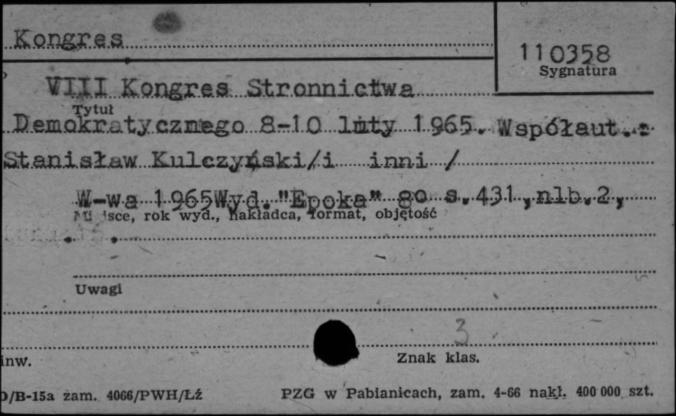 Kongres
110358
Sygnatura
VIII Kongres Stronnictwa
Tytuł
Demokratycznego 8-10 luty 1965. Współaut.:
Stanisław Kulczyński/i inni /
W-wa 1965Wyd."Epoka" 8o s.431,nlb.2,
Miejsce, rok wyd., nakładca, format, objętość
Uwagi
3
inw.
Znak klas.
D/B-15a zam. 4066/PWH/Łź
PZG w Pabianicach, zam. 4-66 nakł. 400 000 szt.